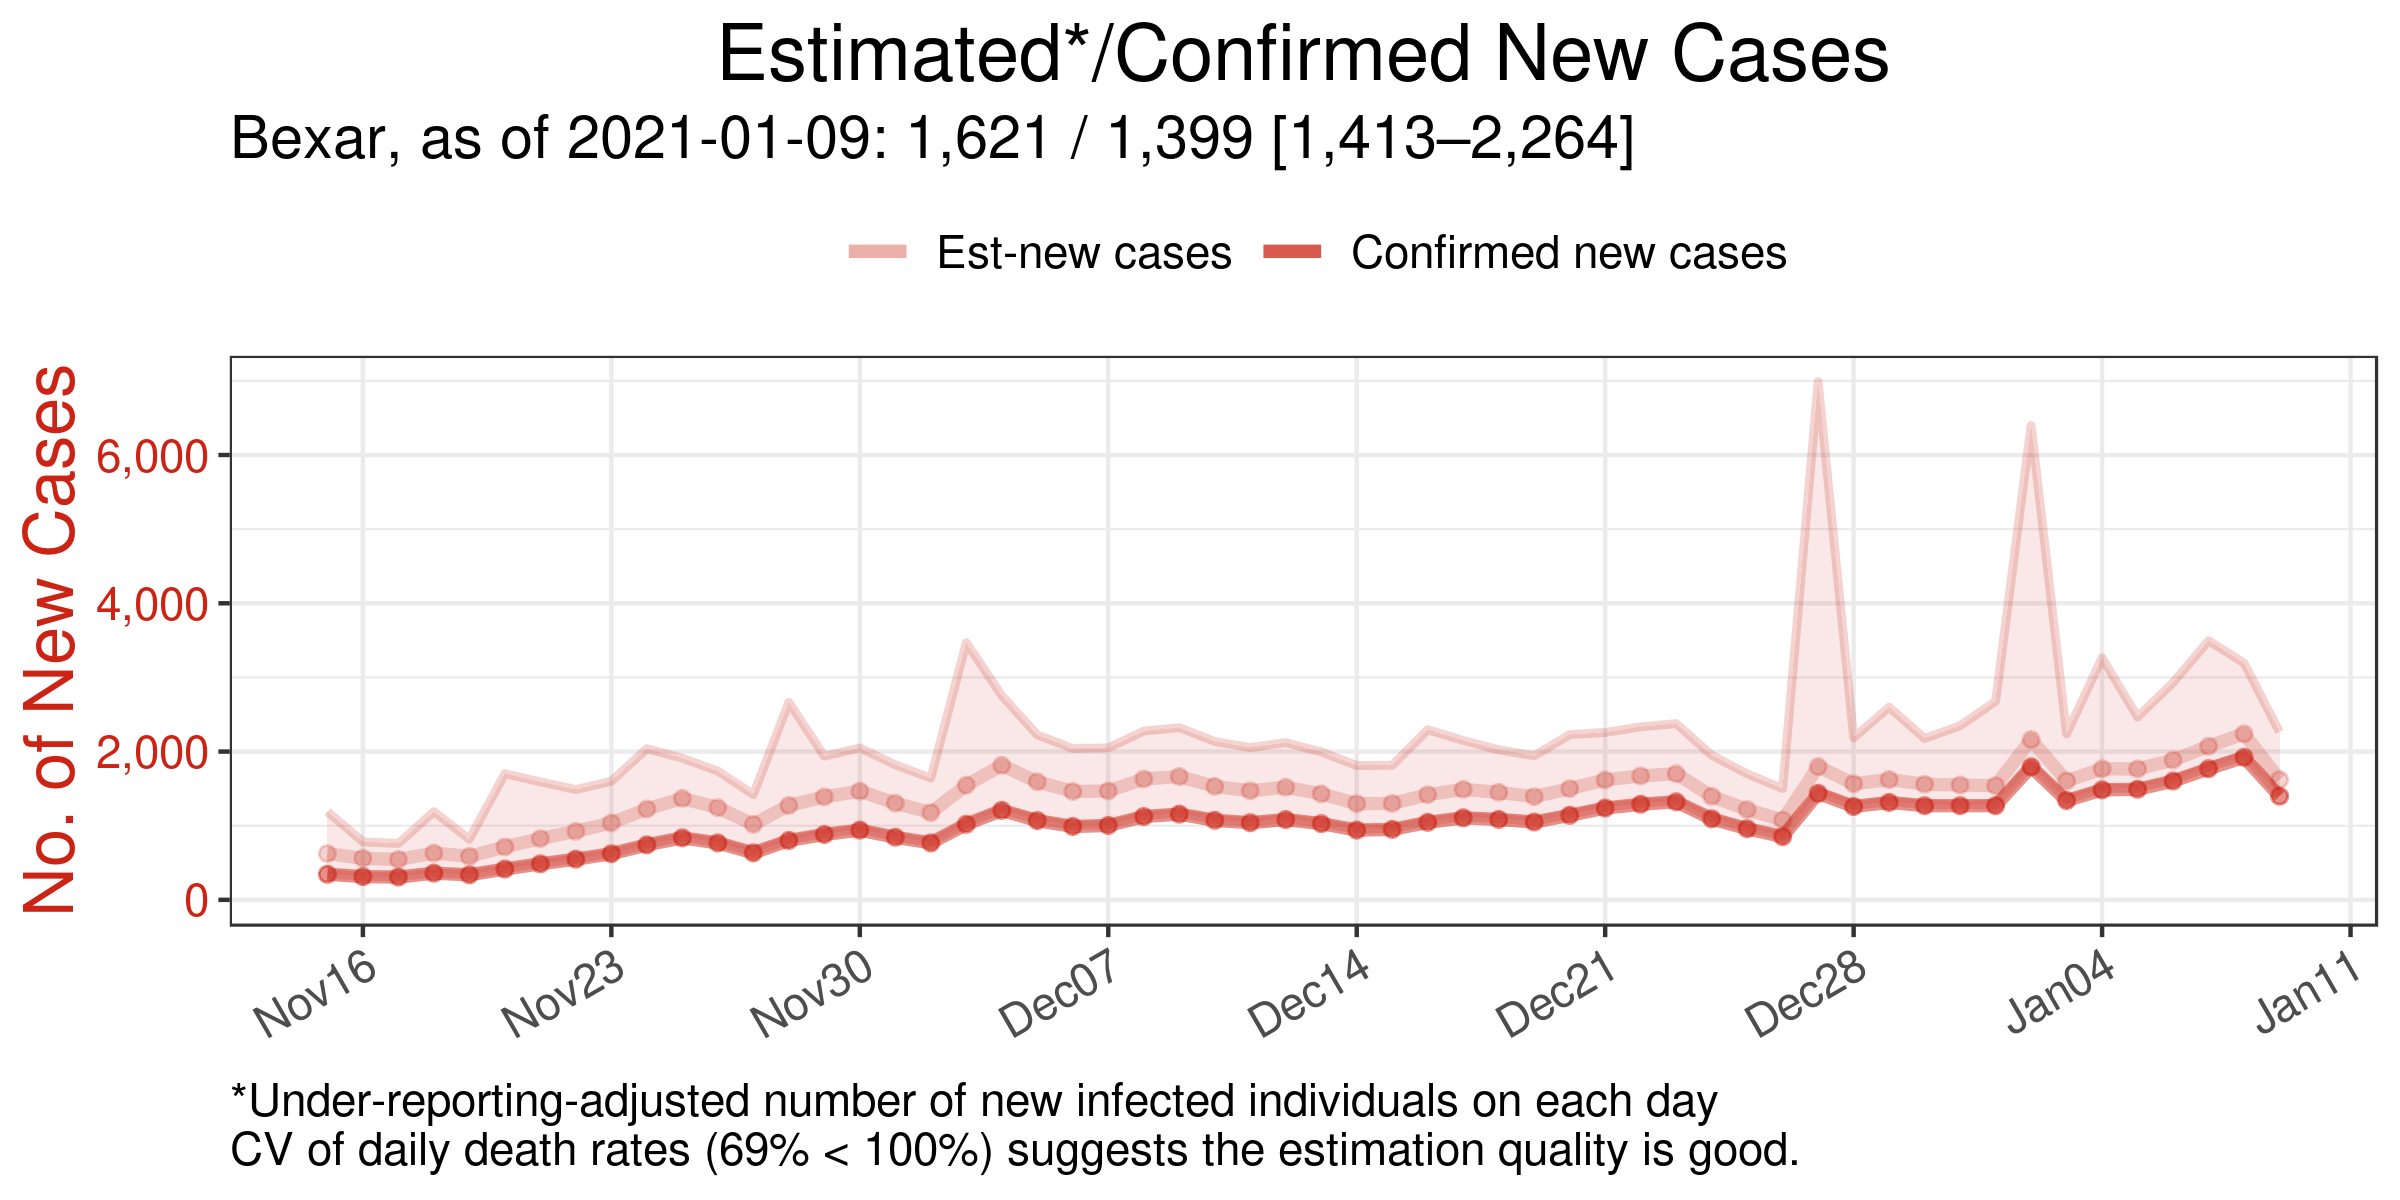 Estimated*/Confirmed New Cases
Bexar, as of 2021-01-09: 1,621 / 1,399 [1,413–2,264]
Est-new cases
Confirmed new cases
No. of New Cases
6,000
4,000
2,000
0
Nov16
Nov23
Nov30
Dec07
Dec14
Dec21
Dec28
Jan04
Jan11
*Under-reporting-adjusted number of new infected individuals on each day
CV of daily death rates (69% < 100%) suggests the estimation quality is good.